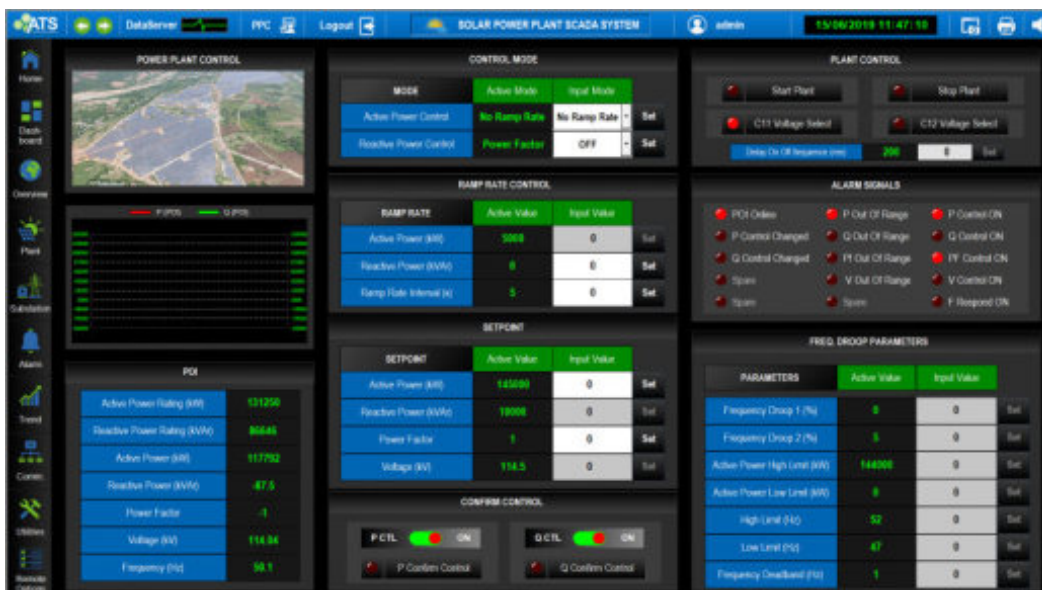 ATS DataServer PPC Logout SOLAR POWER PLANT SCADA SYSTEM admin 15/06/2019 11:47:10
Home
Dash-
board
Overview
Plant
Substation
Alarm
Trend
Comm.
Utilities
Remote
Options
POWER PLANT CONTROL
P (POI) Q (POI)
POI
Active Power Rating (kW) 131250
Reactive Power Rating (kVAr) 86646
Active Power (kW) 117792
Reactive Power (kVAr) -87.5
Power Factor -1
Voltage (kV) 114.84
Frequency (Hz) 50.1
CONTROL MODE
MODE Active Mode Input Mode
Active Power Control No Ramp Rate No Ramp Rate Set
Reactive Power Control Power Factor OFF Set
RAMP RATE CONTROL
RAMP RATE Active Value Input Value
Active Power (kW) 5000 0 Set
Reactive Power (kVAr) 0 0 Set
Ramp Rate Interval (s) 5 0 Set
SETPOINT
SETPOINT Active Value Input Value
Active Power (kW) 145000 0 Set
Reactive Power (kVAr) 10000 0 Set
Power Factor 1 0 Set
Voltage (kV) 114.5 0 Set
CONFIRM CONTROL
P CTL ON Q CTL ON
P Confirm Control Q Confirm Control
PLANT CONTROL
Start Plant Stop Plant
C11 Voltage Select C12 Voltage Select
Delay On Off Sequence (ms) 200 0 Set
ALARM SIGNALS
POI Online P Out Of Range P Control ON
P Control Changed Q Out Of Range Q Control ON
Q Control Changed Pf Out Of Range PF Control ON
Spare V Out Of Range V Control ON
Spare Spare F Respond ON
FREQ. DROOP PARAMETERS
PARAMETERS Active Value Input Value
Frequency Droop 1 (%) 0 0 Set
Frequency Droop 2 (%) 5 0 Set
Active Power High Limit (kW) 144000 0 Set
Active Power Low Limit (kW) 0 0 Set
High Limit (Hz) 52 0 Set
Low Limit (Hz) 47 0 Set
Frequency Deadband (Hz) 1 0 Set